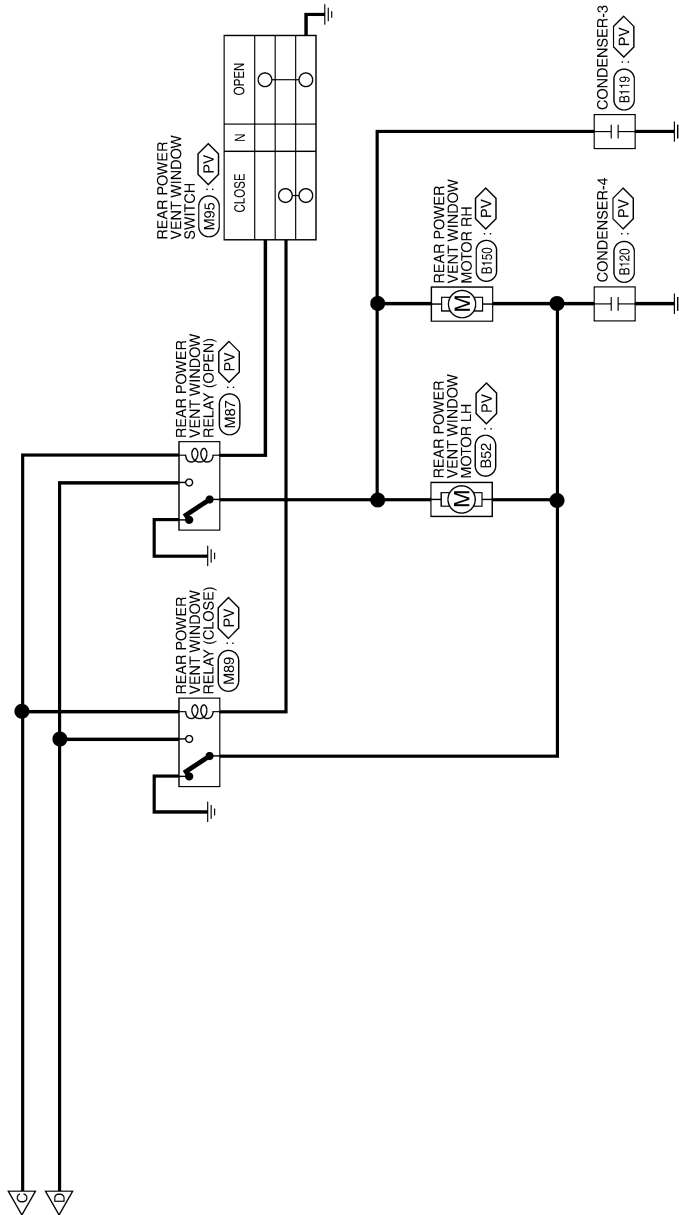 REAR POWER
VENT WINDOW
SWITCH
M95 : PV
CLOSE N OPEN
REAR POWER
VENT WINDOW
RELAY (OPEN)
M87 : PV
REAR POWER
VENT WINDOW
RELAY (CLOSE)
M89 : PV
REAR POWER
VENT WINDOW
MOTOR RH
B150 : PV
M
REAR POWER
VENT WINDOW
MOTOR LH
B52 : PV
M
CONDENSER-3
B119 : PV
CONDENSER-4
B120 : PV
C
D